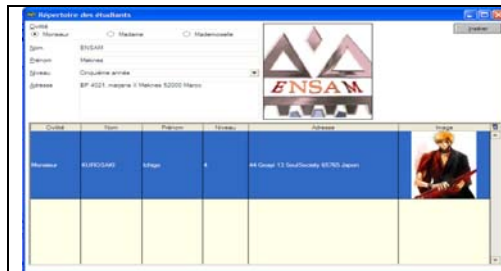 Répertoire des étudiants
Civilité
Monsieur Madame Mademoiselle
Insérer
Nom ENSAM
Prénom Meknes
Niveau Cinquième année
Adresse BP 4021, marjane II Meknes 52000 Maroc
ENSAM
Civilité Nom Prénom Niveau Adresse Image
Monsieur KUROSAKI Ichigo 4 44 Gotjei 13 SoulSociety 65765 Japon